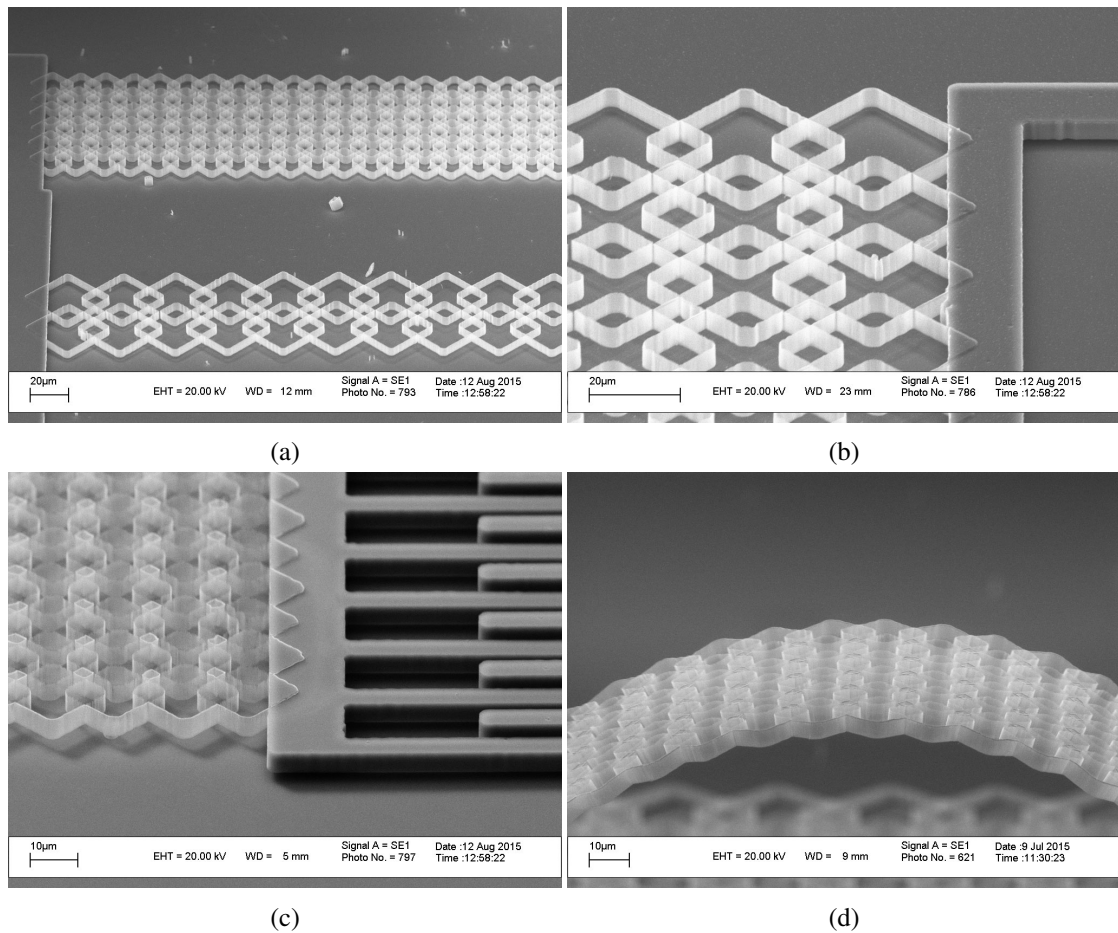 20µm
EHT = 20.00 kV WD = 12 mm
Signal A = SE1 Date :12 Aug 2015
Photo No. = 793 Time :12:58:22
20µm
EHT = 20.00 kV WD = 23 mm
Signal A = SE1 Date :12 Aug 2015
Photo No. = 786 Time :12:58:22
(a)
(b)
10µm
EHT = 20.00 kV WD = 5 mm
Signal A = SE1 Date :12 Aug 2015
Photo No. = 797 Time :12:58:22
10µm
EHT = 20.00 kV WD = 9 mm
Signal A = SE1 Date :9 Jul 2015
Photo No. = 621 Time :11:30:23
(c)
(d)